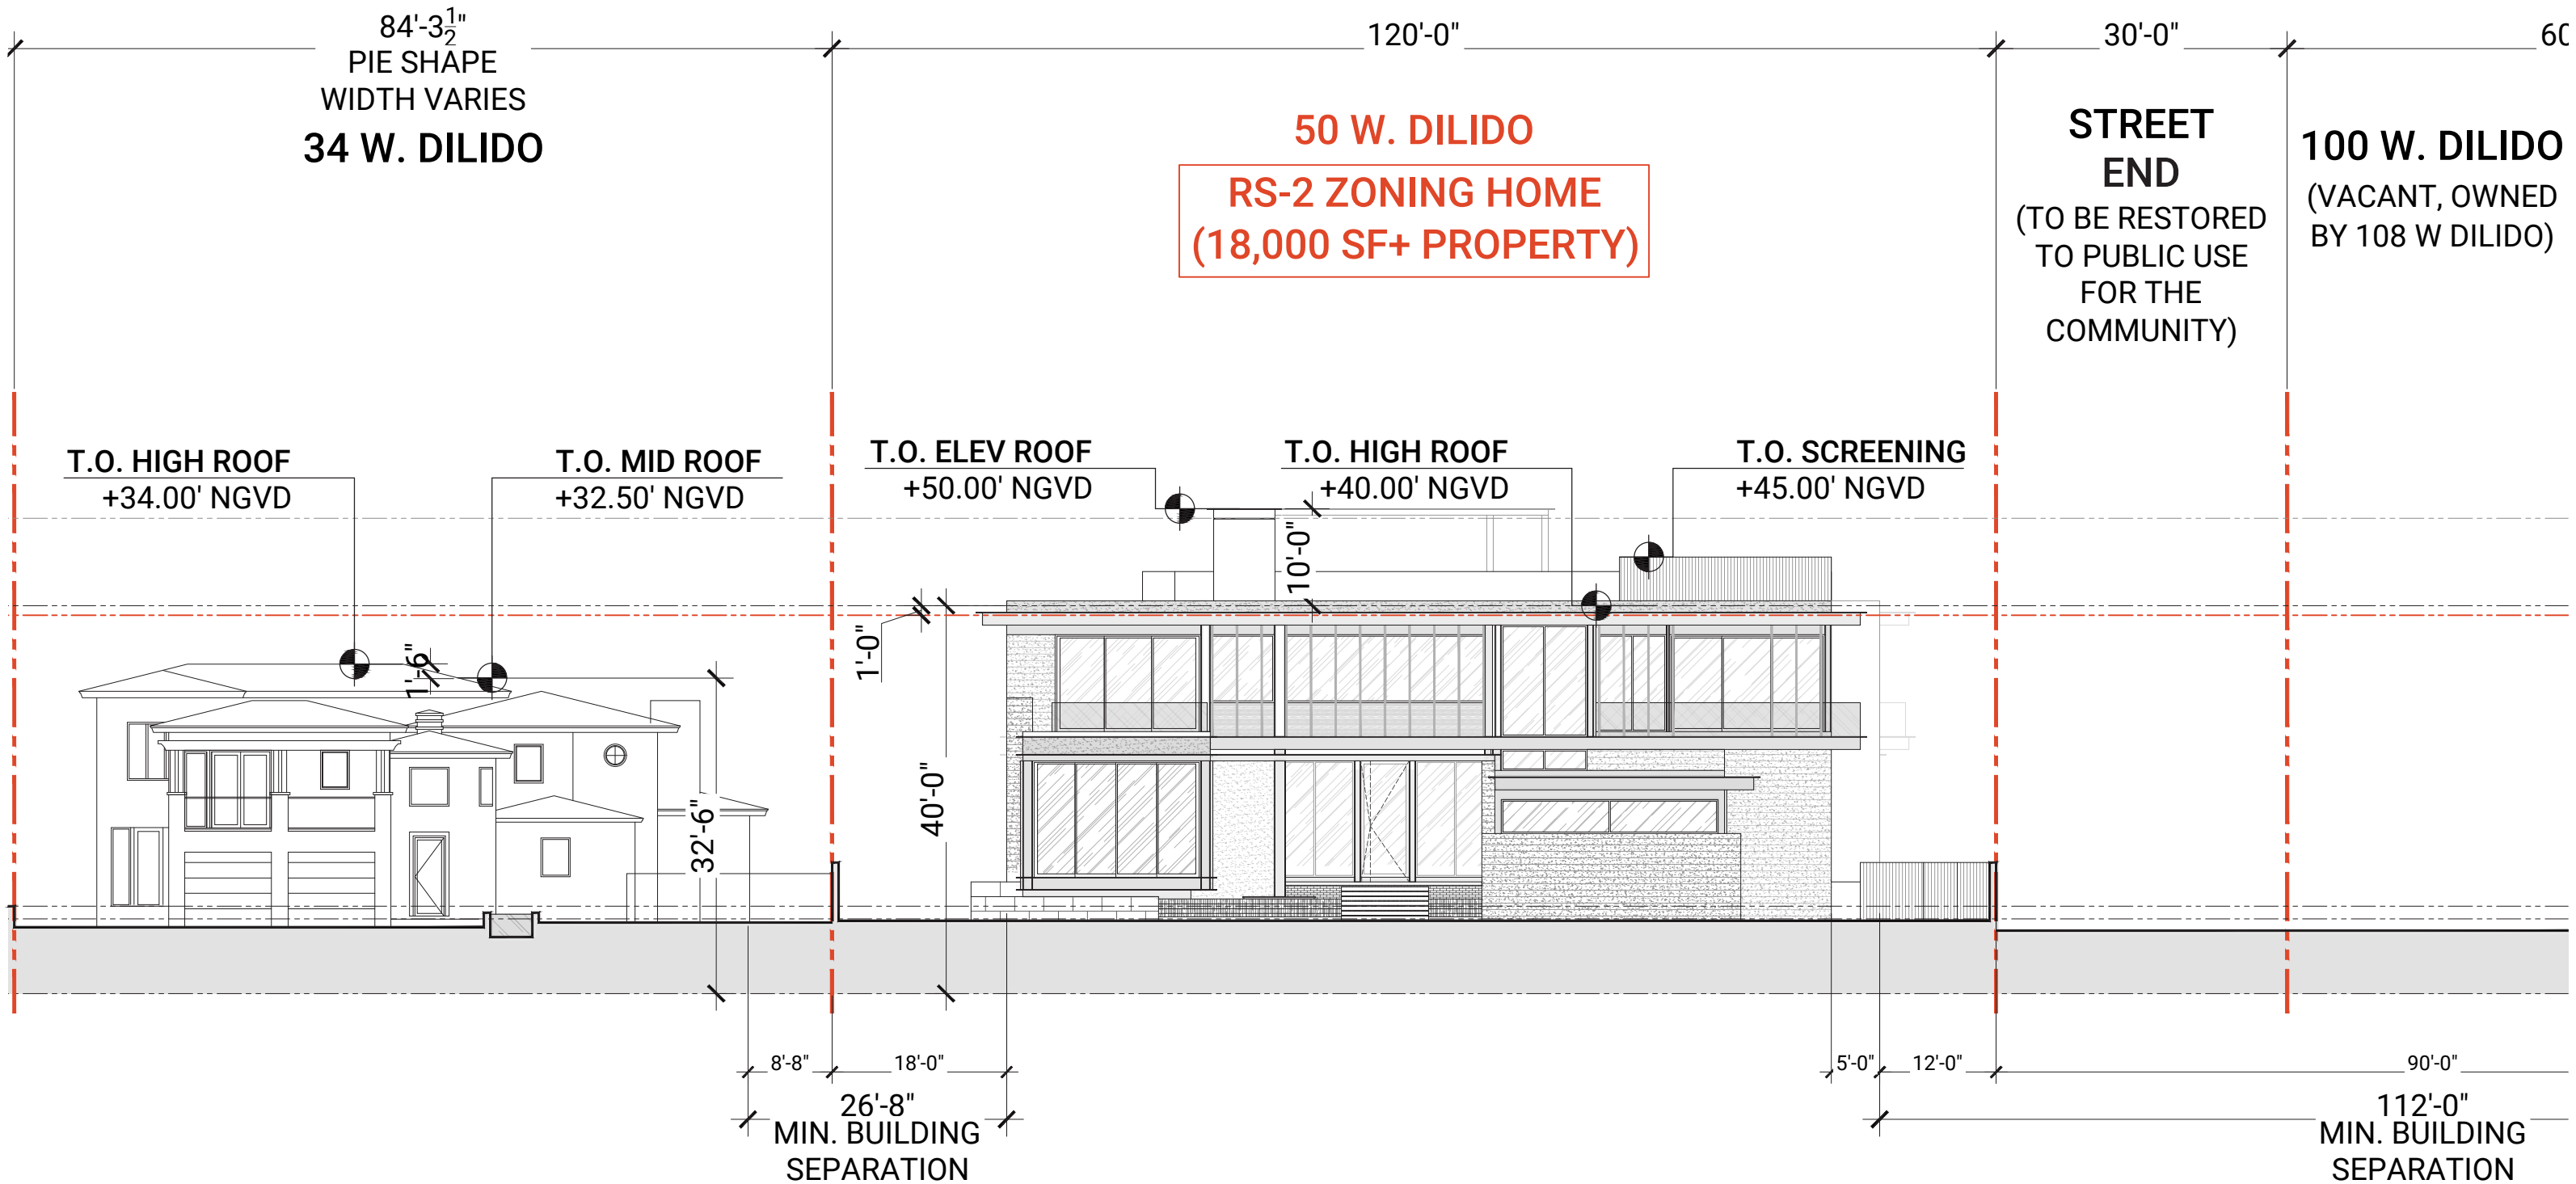 84'-3 1/2"
PIE SHAPE
WIDTH VARIES
34 W. DILIDO
120'-0"
50 W. DILIDO
RS-2 ZONING HOME
(18,000 SF+ PROPERTY)
30'-0"
STREET
END
(TO BE RESTORED
TO PUBLIC USE
FOR THE
COMMUNITY)
60
100 W. DILIDO
(VACANT, OWNED
BY 108 W DILIDO)
T.O. HIGH ROOF
+34.00' NGVD
T.O. MID ROOF
+32.50' NGVD
T.O. ELEV ROOF
+50.00' NGVD
T.O. HIGH ROOF
+40.00' NGVD
T.O. SCREENING
+45.00' NGVD
10'-0"
1'-0"
1'-6"
40'-0"
32'-6"
8'-8"
18'-0"
5'-0"
12'-0"
90'-0"
26'-8"
MIN. BUILDING
SEPARATION
112'-0"
MIN. BUILDING
SEPARATION